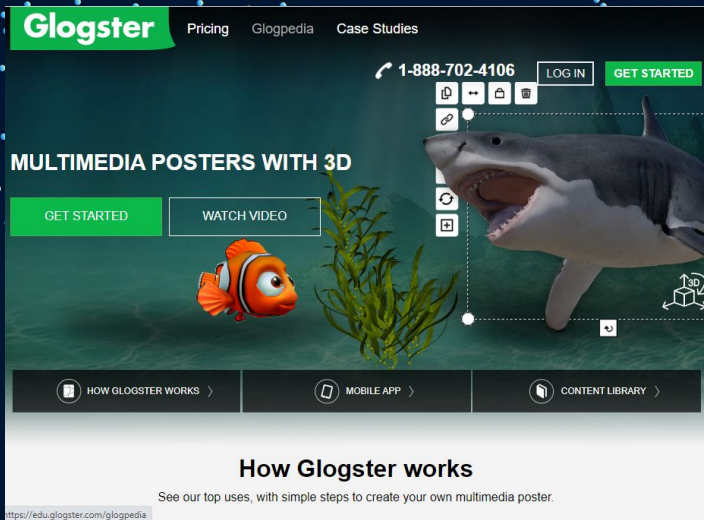 Glogster
Pricing Glogpedia Case Studies
1-888-702-4106 LOG IN GET STARTED
MULTIMEDIA POSTERS WITH 3D
GET STARTED WATCH VIDEO
3D
HOW GLOGSTER WORKS MOBILE APP CONTENT LIBRARY
How Glogster works
See our top uses, with simple steps to create your own multimedia poster.
https://edu.glogster.com/glogpedia